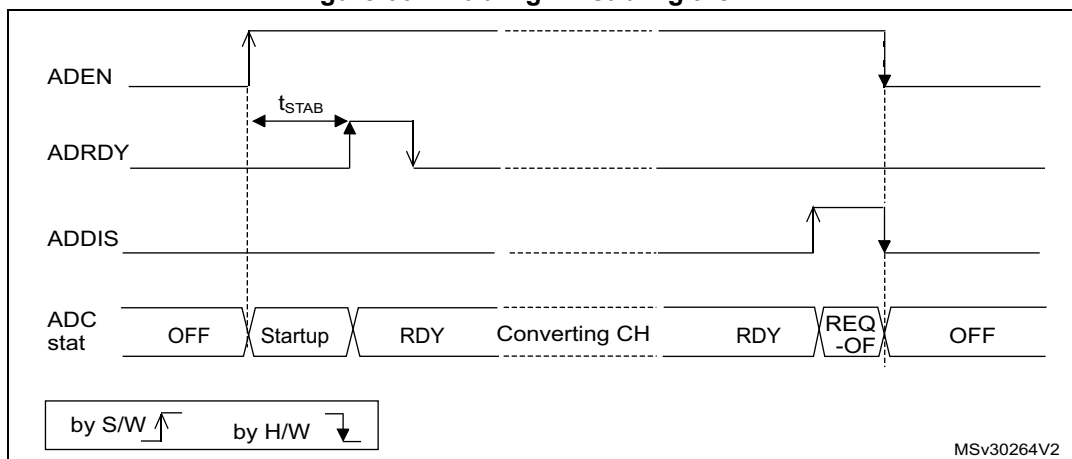 ADEN
tSTAB
ADRDY
ADDIS
ADC
stat
OFF
Startup
RDY
Converting CH
RDY
REQ
-OF
OFF
by S/W
by H/W
MSv30264V2